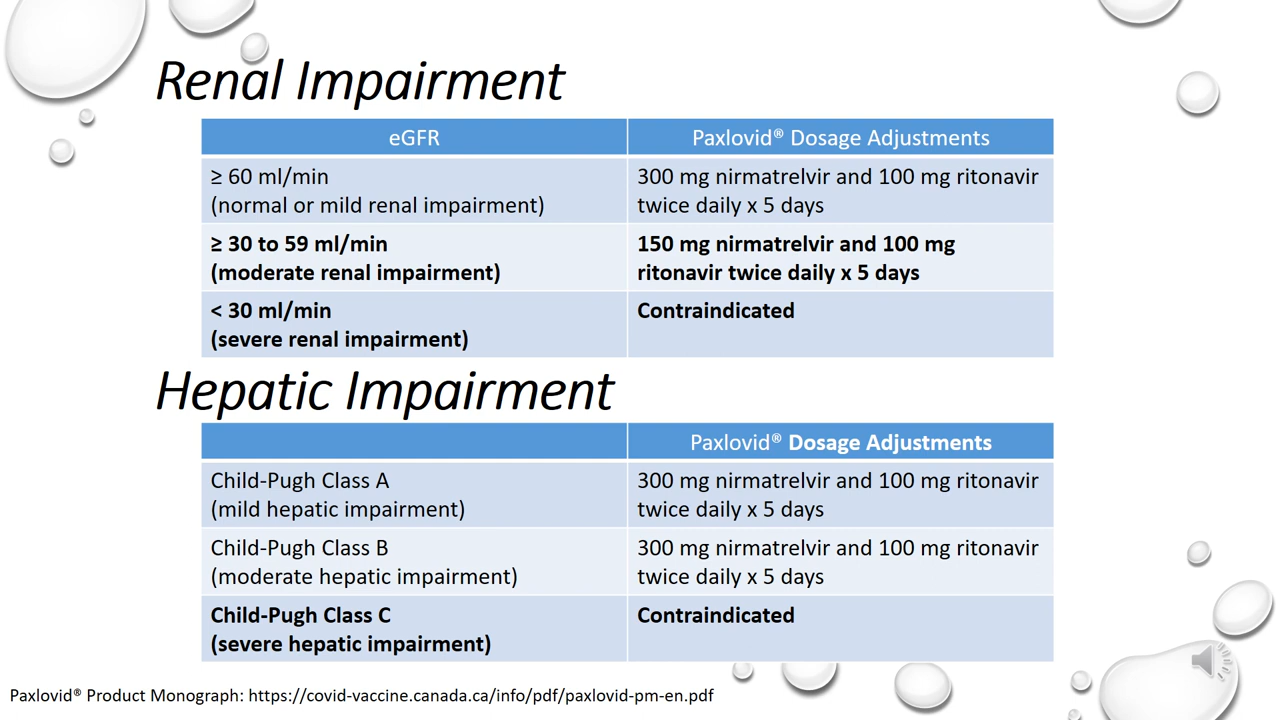 Renal Impairment
eGFR
Paxlovid® Dosage Adjustments
≥ 60 ml/min
(normal or mild renal impairment)
300 mg nirmatrelvir and 100 mg ritonavir
twice daily x 5 days
≥ 30 to 59 ml/min
(moderate renal impairment)
150 mg nirmatrelvir and 100 mg
ritonavir twice daily x 5 days
< 30 ml/min
(severe renal impairment)
Contraindicated
Hepatic Impairment
Paxlovid® Dosage Adjustments
Child-Pugh Class A
(mild hepatic impairment)
300 mg nirmatrelvir and 100 mg ritonavir
twice daily x 5 days
Child-Pugh Class B
(moderate hepatic impairment)
300 mg nirmatrelvir and 100 mg ritonavir
twice daily x 5 days
Child-Pugh Class C
(severe hepatic impairment)
Contraindicated
Paxlovid® Product Monograph: https://covid-vaccine.canada.ca/info/pdf/paxlovid-pm-en.pdf